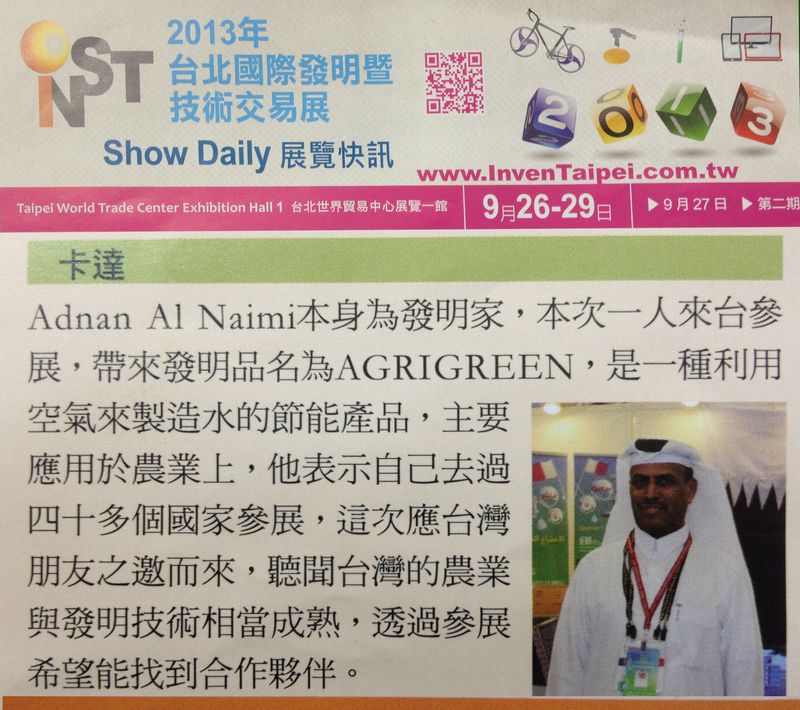 INST
2013年
台北國際發明暨
技術交易展
Show Daily 展覽快訊
2013
www.InvenTaipei.com.tw
Taipei World Trade Center Exhibition Hall 1 台北世界貿易中心展覽一館
9月26-29日
▶9月27日 ▶第二期
卡達
Adnan Al Naimi本身為發明家，本次一人來台參
展，帶來發明品名為AGRIGREEN，是一種利用
空氣來製造水的節能產品，主要
應用於農業上，他表示自己去過
四十多個國家參展，這次應台灣
朋友之邀而來，聽聞台灣的農業
與發明技術相當成熟，透過參展
希望能找到合作夥伴。